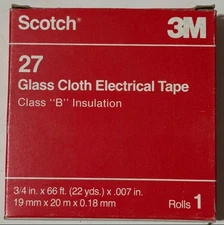 Scotch 3M
27
Glass Cloth Electrical Tape
Class "B" Insulation
3/4 in. x 66 ft. (22 yds.) x .007 in.
19 mm x 20 m x 0.18 mm Rolls 1